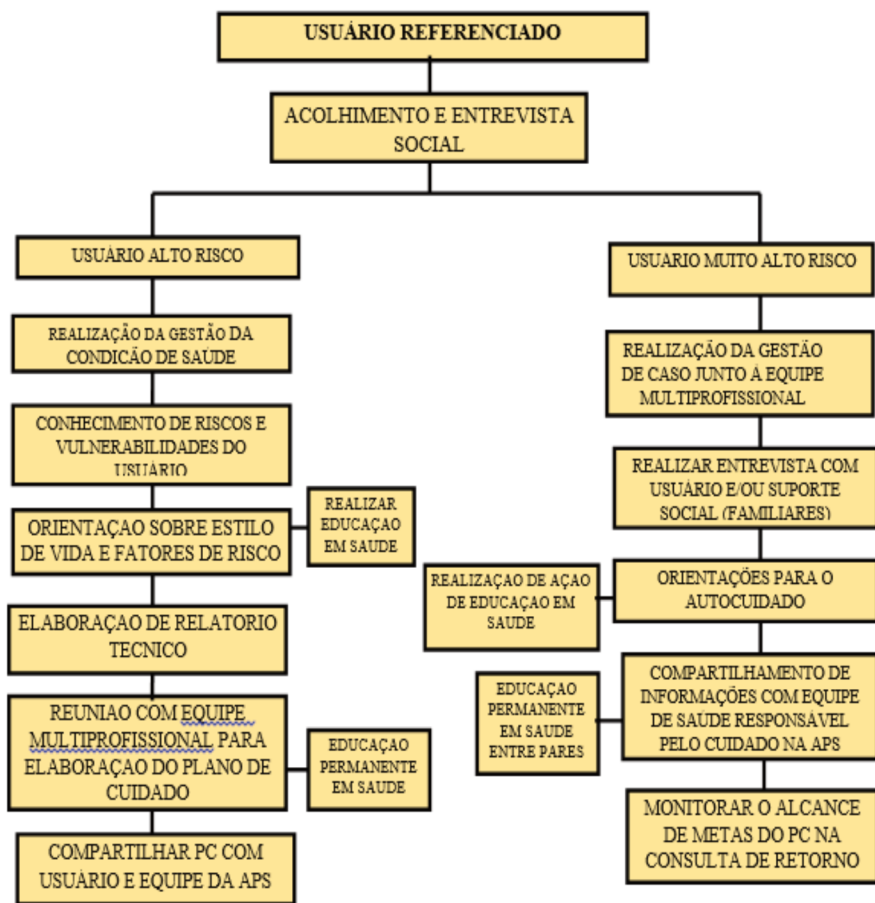 USUÁRIO REFERENCIADO
ACOLHIMENTO E ENTREVISTA
SOCIAL
USUÁRIO ALTO RISCO
REALIZAÇÃO DA GESTÃO DA
CONDICÃO DE SAÚDE
CONHECIMENTO DE RISCOS E
VULNERABILIDADES DO
USUÁRIO
ORIENTAÇAO SOBRE ESTILO
DE VIDA E FATORES DE RISCO
REALIZAR
EDUCAÇAO
EM SAUDE
ELABORAÇAO DE RELATORIO
TECNICO
REUNIAO COM EQUIPE
MULTIPROFISSIONAL PARA
ELABORAÇAO DO PLANO DE
CUIDADO
EDUCAÇAO
PERMANENTE
EM SAUDE
COMPARTILHAR PC COM
USUÁRIO E EQUIPE DA APS
USUARIO MUITO ALTO RISCO
REALIZAÇÃO DA GESTÃO
DE CASO JUNTO À EQUIPE
MULTIPROFISSIONAL
REALIZAR ENTREVISTA COM
USUÁRIO E/OU SUPORTE
SOCIAL (FAMILIARES)
ORIENTAÇÕES PARA O
AUTOCUIDADO
REALIZAÇAO DE AÇAO
DE EDUCAÇAO EM
SAUDE
COMPARTILHAMENTO DE
INFORMAÇÕES COM EQUIPE
DE SAÚDE RESPONSÁVEL
PELO CUIDADO NA APS
EDUCAÇAO
PERMANENTE
EM SAUDE
ENTRE PARES
MONITORAR O ALCANCE
DE METAS DO PC NA
CONSULTA DE RETORNO